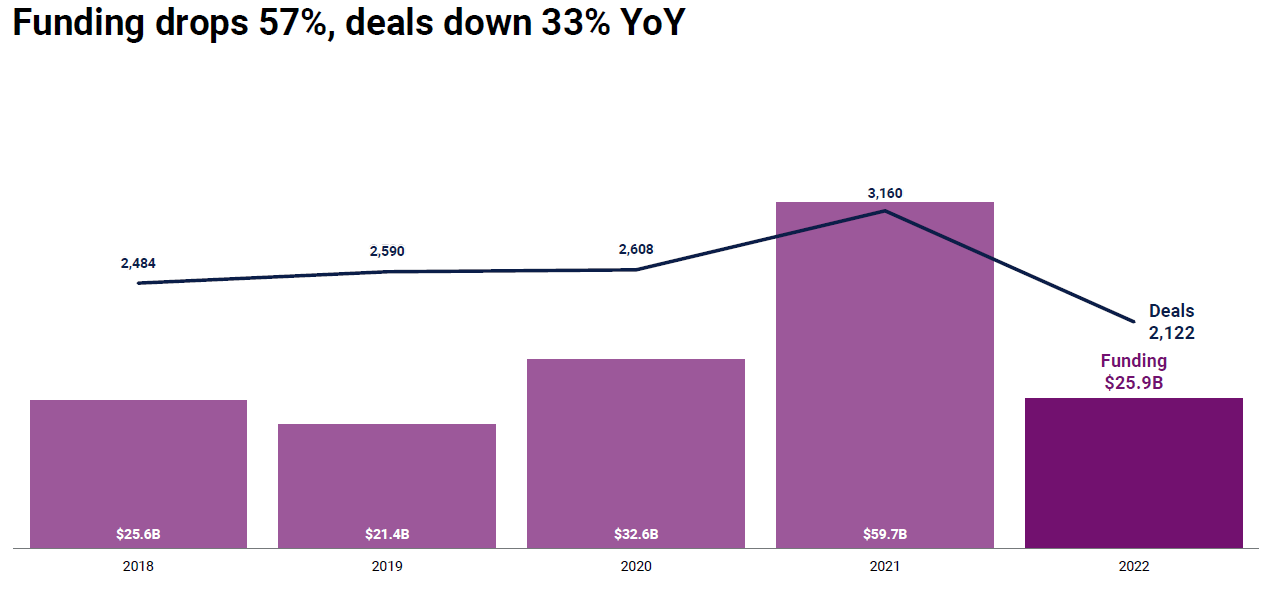 Funding drops 57%, deals down 33% YoY
3,160
2,484
2,590
2,608
Deals
2,122
Funding
$25.9B
$25.6B
$21.4B
$32.6B
$59.7B
2018
2019
2020
2021
2022